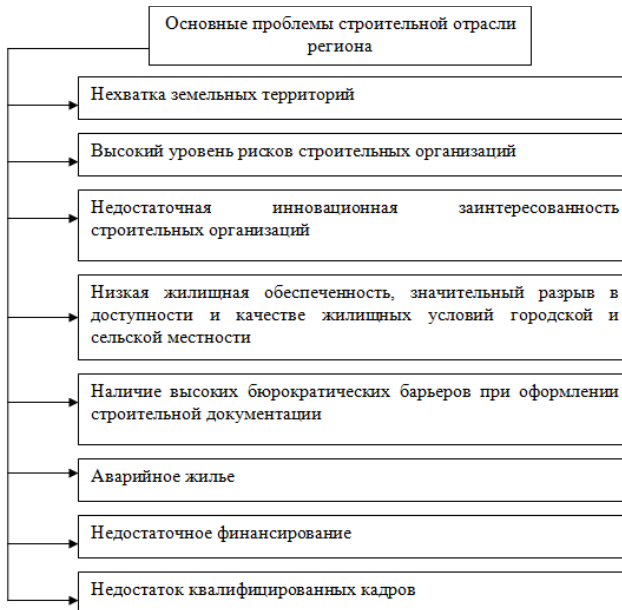 Основные проблемы строительной отрасли
региона
Нехватка земельных территорий
Высокий уровень рисков строительных организаций
Недостаточная инновационная заинтересованность
строительных организаций
Низкая жилищная обеспеченность, значительный разрыв в
доступности и качестве жилищных условий городской и
сельской местности
Наличие высоких бюрократических барьеров при оформлении
строительной документации
Аварийное жилье
Недостаточное финансирование
Недостаток квалифицированных кадров